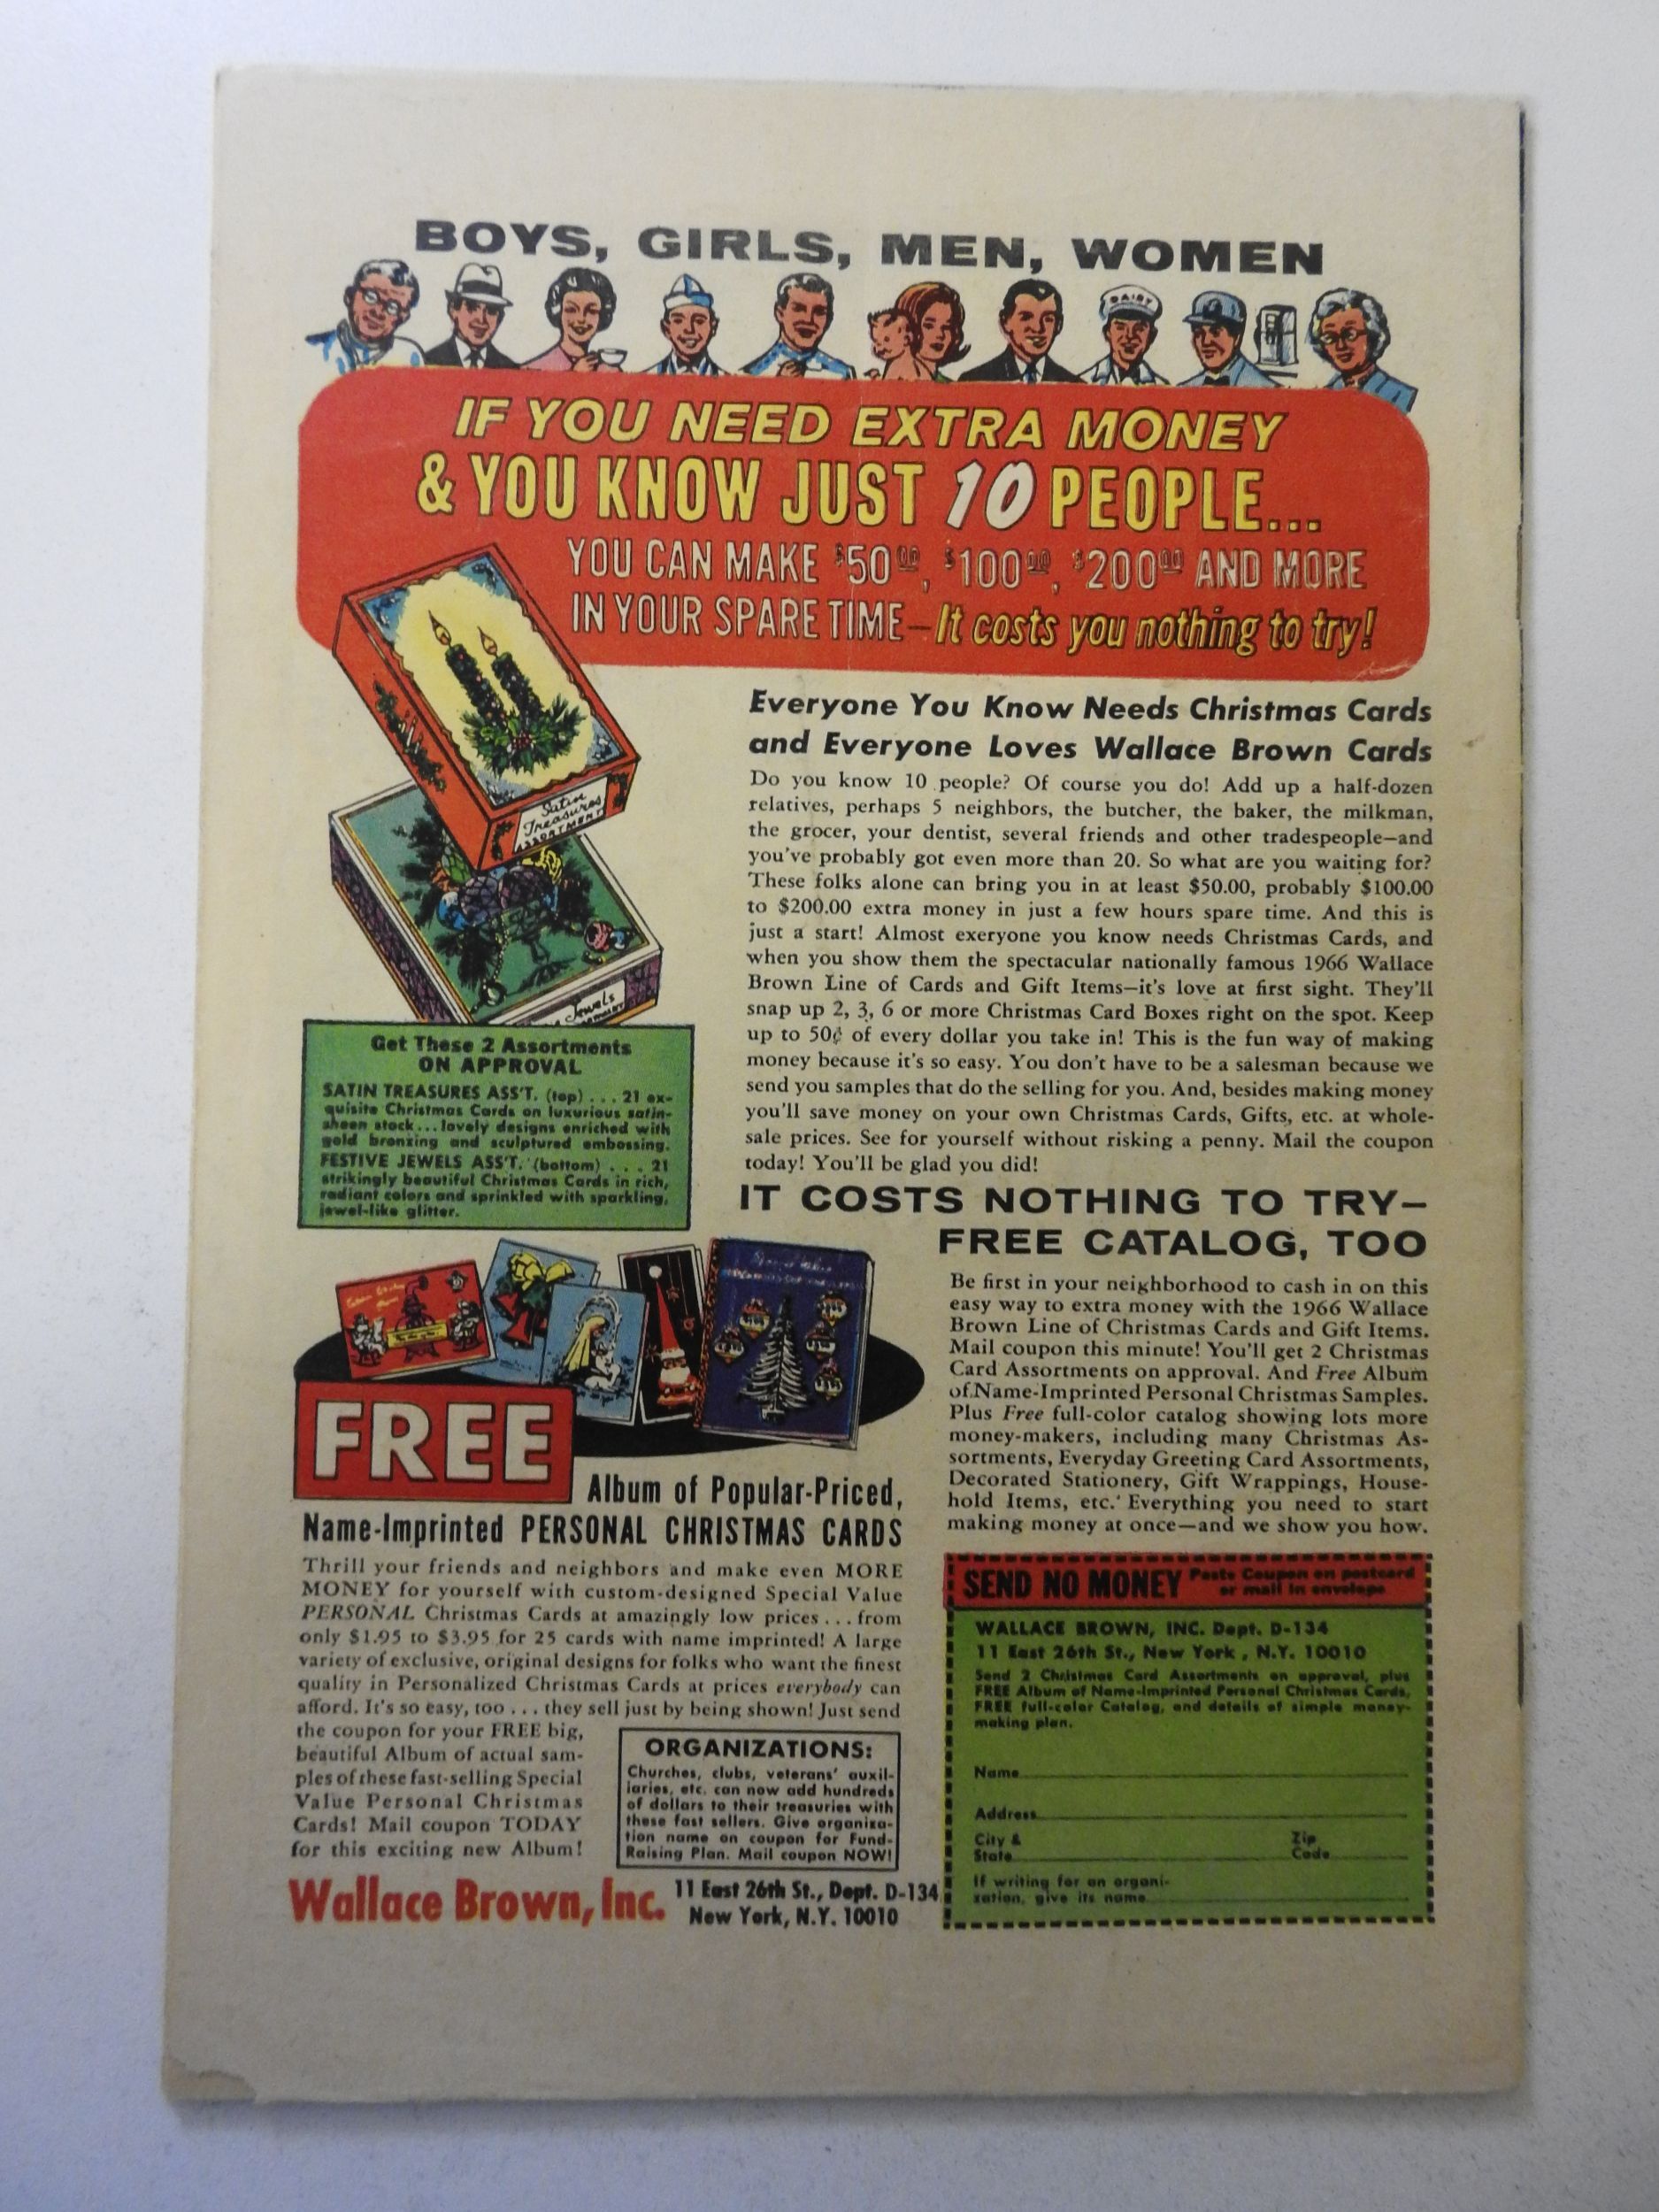 BOYS, GIRLS, MEN, WOMEN
DAIRY
IF YOU NEED EXTRA MONEY
& YOU KNOW JUST 10 PEOPLE...
YOU CAN MAKE $50.00, $100.00, $200.00 AND MORE
IN YOUR SPARE TIME—It costs you nothing to try!
Satin
Treasures
ASSORTMENT
Jewels
Get These 2 Assortments
ON APPROVAL
SATIN TREASURES ASS'T. (top) . . . 21 ex-
quisite Christmas Cards on luxurious satin-
sheen stock . . . lovely designs enriched with
gold bronzing and sculptured embossing.
FESTIVE JEWELS ASS'T. (bottom) . . . 21
strikingly beautiful Christmas Cards in rich,
radiant colors and sprinkled with sparkling,
jewel-like glitter.
Everyone You Know Needs Christmas Cards
and Everyone Loves Wallace Brown Cards
Do you know 10 people? Of course you do! Add up a half-dozen
relatives, perhaps 5 neighbors, the butcher, the baker, the milkman,
the grocer, your dentist, several friends and other tradespeople—and
you've probably got even more than 20. So what are you waiting for?
These folks alone can bring you in at least $50.00, probably $100.00
to $200.00 extra money in just a few hours spare time. And this is
just a start! Almost exeryone you know needs Christmas Cards, and
when you show them the spectacular nationally famous 1966 Wallace
Brown Line of Cards and Gift Items—it's love at first sight. They'll
snap up 2, 3, 6 or more Christmas Card Boxes right on the spot. Keep
up to 50¢ of every dollar you take in! This is the fun way of making
money because it's so easy. You don't have to be a salesman because we
send you samples that do the selling for you. And, besides making money
you'll save money on your own Christmas Cards, Gifts, etc. at whole-
sale prices. See for yourself without risking a penny. Mail the coupon
today! You'll be glad you did!
IT COSTS NOTHING TO TRY—
FREE CATALOG, TOO
Be first in your neighborhood to cash in on this
easy way to extra money with the 1966 Wallace
Brown Line of Christmas Cards and Gift Items.
Mail coupon this minute! You'll get 2 Christmas
Card Assortments on approval. And Free Album
of Name-Imprinted Personal Christmas Samples.
Plus Free full-color catalog showing lots more
money-makers, including many Christmas As-
sortments, Everyday Greeting Card Assortments,
Decorated Stationery, Gift Wrappings, House-
hold Items, etc. Everything you need to start
making money at once—and we show you how.
FREE
Album of Popular-Priced,
Name-Imprinted PERSONAL CHRISTMAS CARDS
Thrill your friends and neighbors and make even MORE
MONEY for yourself with custom-designed Special Value
PERSONAL Christmas Cards at amazingly low prices . . . from
only $1.95 to $3.95 for 25 cards with name imprinted! A large
variety of exclusive, original designs for folks who want the finest
quality in Personalized Christmas Cards at prices everybody can
afford. It's so easy, too . . . they sell just by being shown! Just send
the coupon for your FREE big,
beautiful Album of actual sam-
ples of these fast-selling Special
Value Personal Christmas
Cards! Mail coupon TODAY
for this exciting new Album!
ORGANIZATIONS:
Churches, clubs, veterans' auxil-
iaries, etc. can now add hundreds
of dollars to their treasuries with
these fast sellers. Give organiza-
tion name on coupon for Fund-
Raising Plan. Mail coupon NOW!
Wallace Brown, Inc.
11 East 26th St., Dept. D-134
New York, N.Y. 10010
SEND NO MONEY Paste Coupon on postcard
or mail in envelope
WALLACE BROWN, INC. Dept. D-134
11 East 26th St., New York, N.Y. 10010
Send 2 Christmas Card Assortments on approval, plus
FREE Album of Name-Imprinted Personal Christmas Cards,
FREE full-color Catalog, and details of simple money-
making plan.
Name
Address
City &
State
Zip
Code
If writing for an organi-
zation, give its name